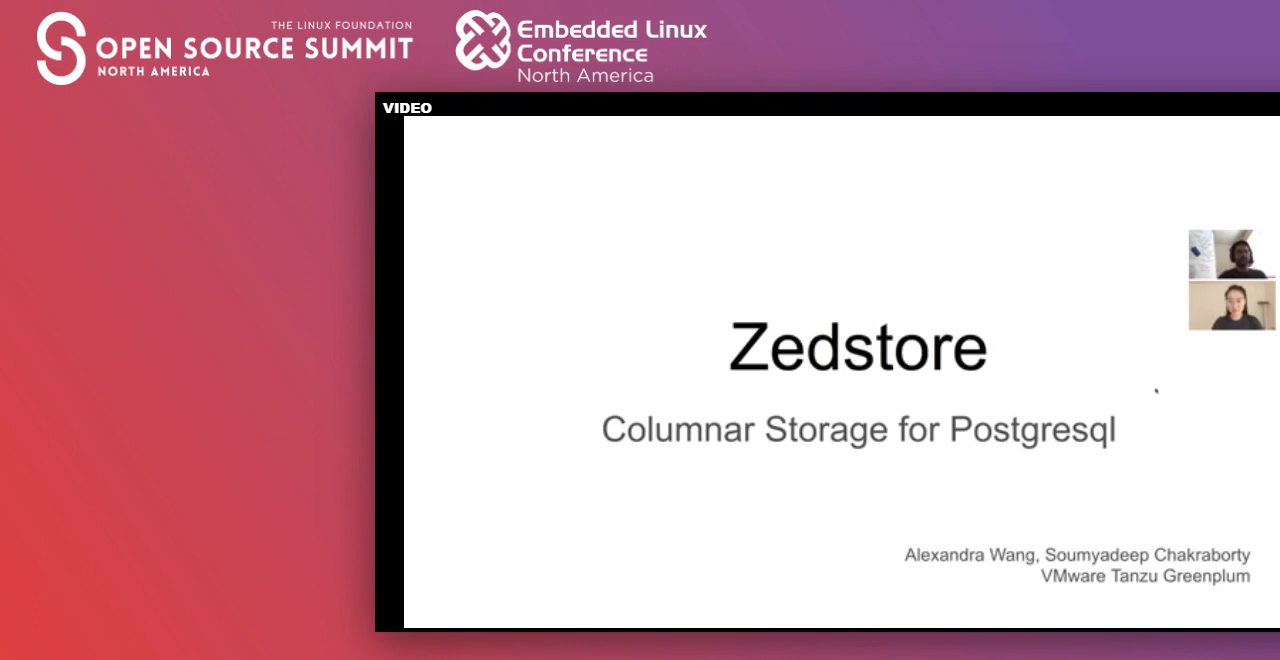 THE LINUX FOUNDATION
OPEN SOURCE SUMMIT
NORTH AMERICA
Embedded Linux
Conference
North America
VIDEO
Zedstore
Columnar Storage for Postgresql
Alexandra Wang, Soumyadeep Chakraborty
VMware Tanzu Greenplum